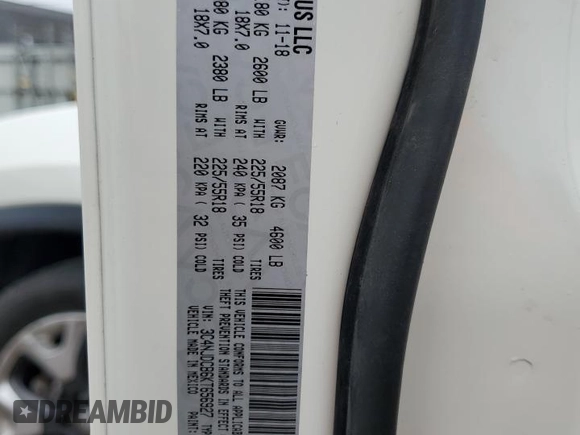 US LLC
11-18
GVWR: 2087 KG 4600 LB
80 KG 2600 LB WITH 225/55R18 TIRES
18X7.0 RIMS AT 240 KPA ( 35 PSI) COLD
80 KG 2380 LB WITH 225/55R18 TIRES
18X7.0 RIMS AT 220 KPA ( 32 PSI) COLD
THIS VEHICLE CONFORMS TO ALL APPLICAB
THEFT PREVENTION STANDARDS IN EFFECT
VIN: 3C4NJDCB6KT656927
VEHICLE MADE IN MEXICO
PAINT:
DREAMBID